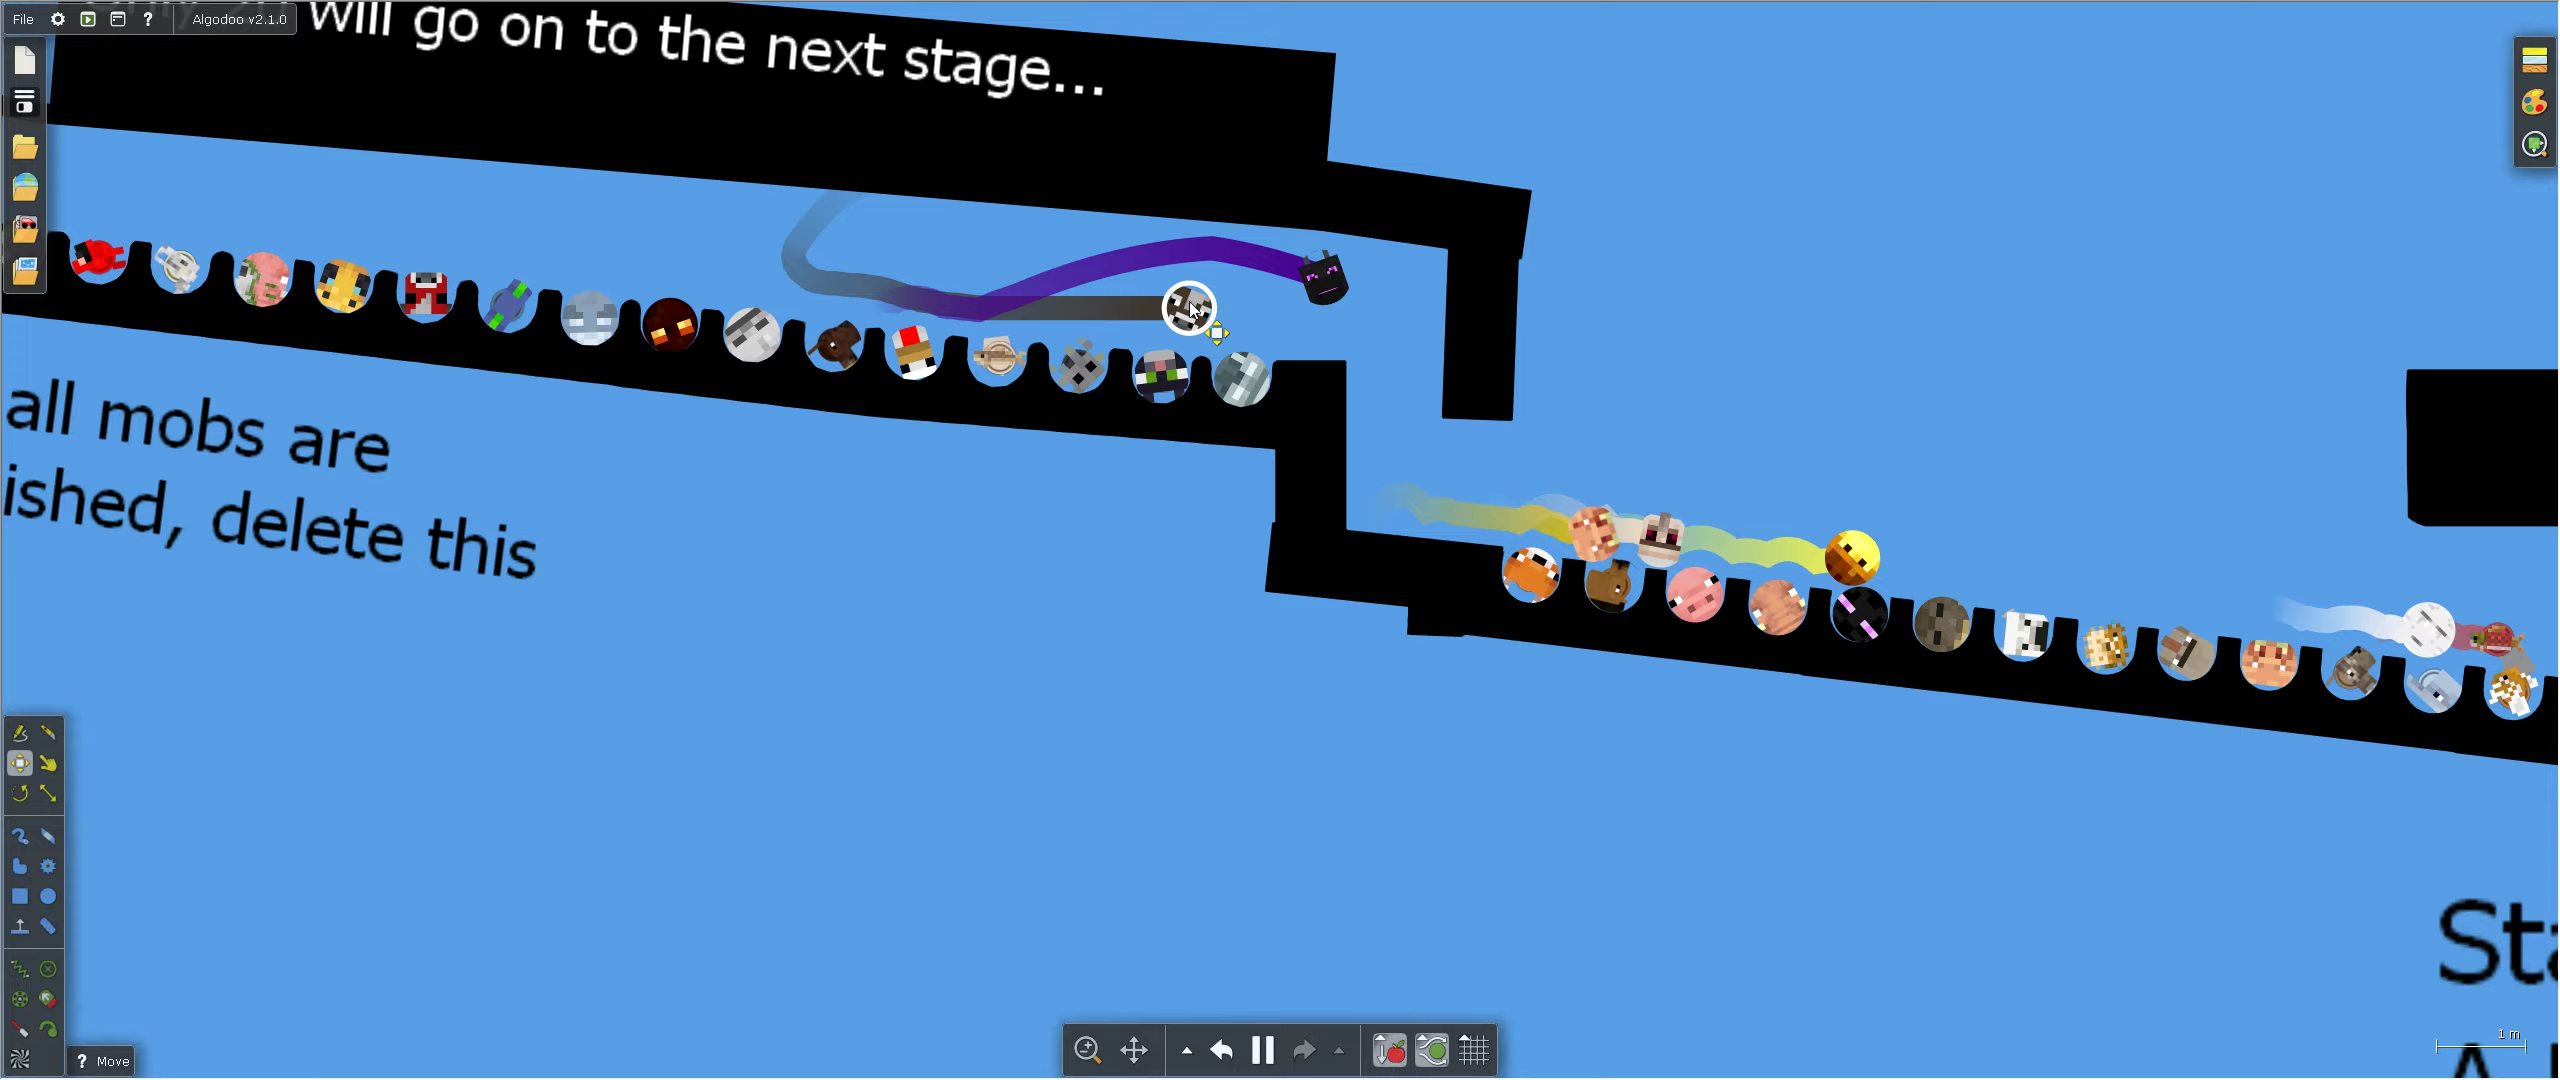 File ? Algodoo v2.1.0
will go on to the next stage...
all mobs are
ished, delete this
Sta
1 m
? Move